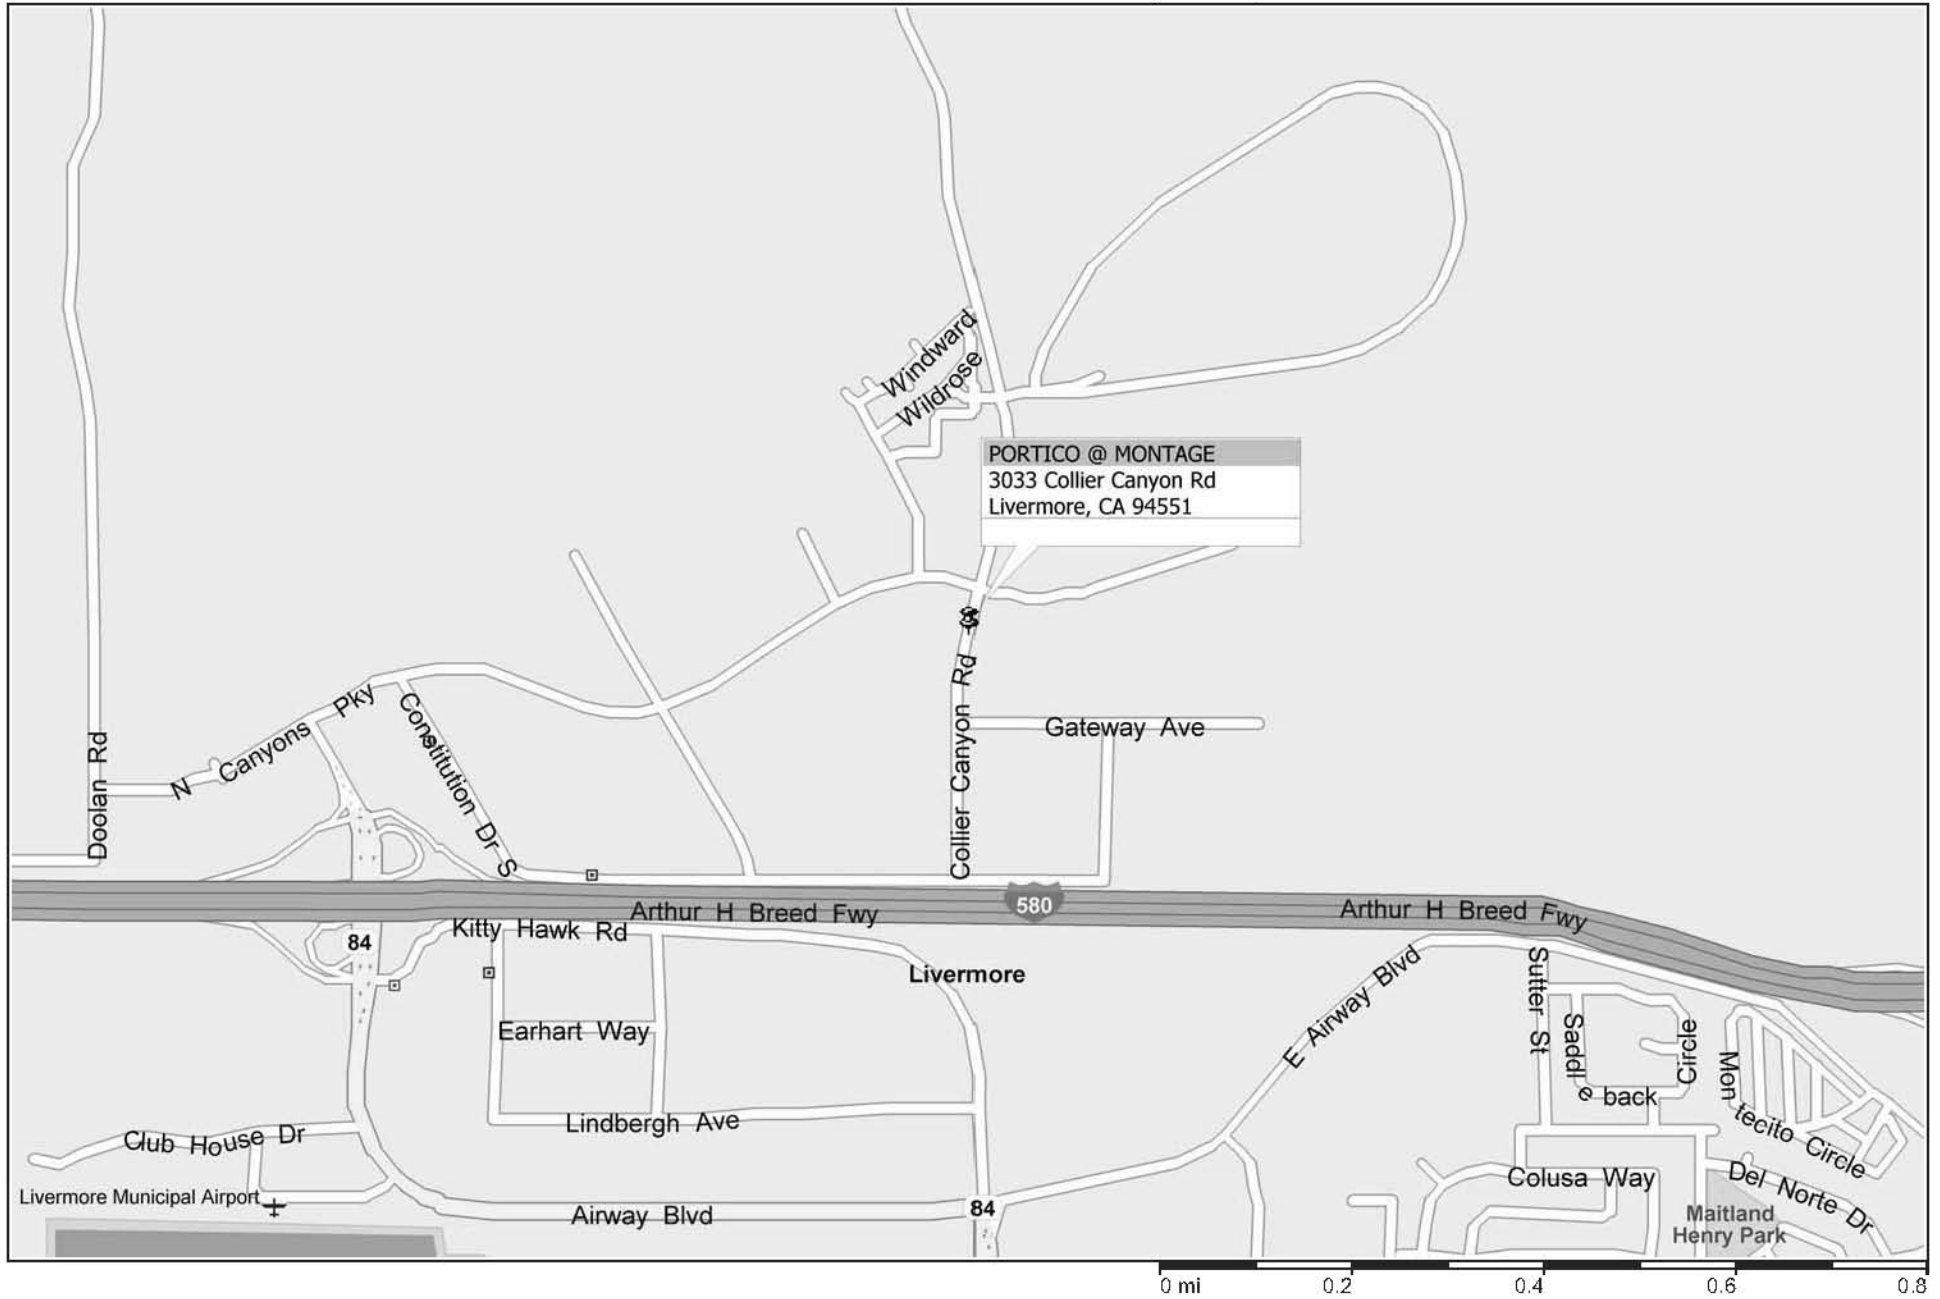 Windward
Wildrose
PORTICO @ MONTAGE
3033 Collier Canyon Rd
Livermore, CA 94551
N Canyons Pky
Constitution Dr S
Doolan Rd
Collier Canyon Rd
Gateway Ave
580
Arthur H Breed Fwy
Arthur H Breed Fwy
84
Kitty Hawk Rd
Livermore
E Airway Blvd
Sutter St
Saddle back Circle
Montecito Circle
Earhart Way
Lindbergh Ave
Club House Dr
Livermore Municipal Airport
Airway Blvd
84
Colusa Way
Del Norte Dr
Maitland
Henry Park
0 mi 0.2 0.4 0.6 0.8